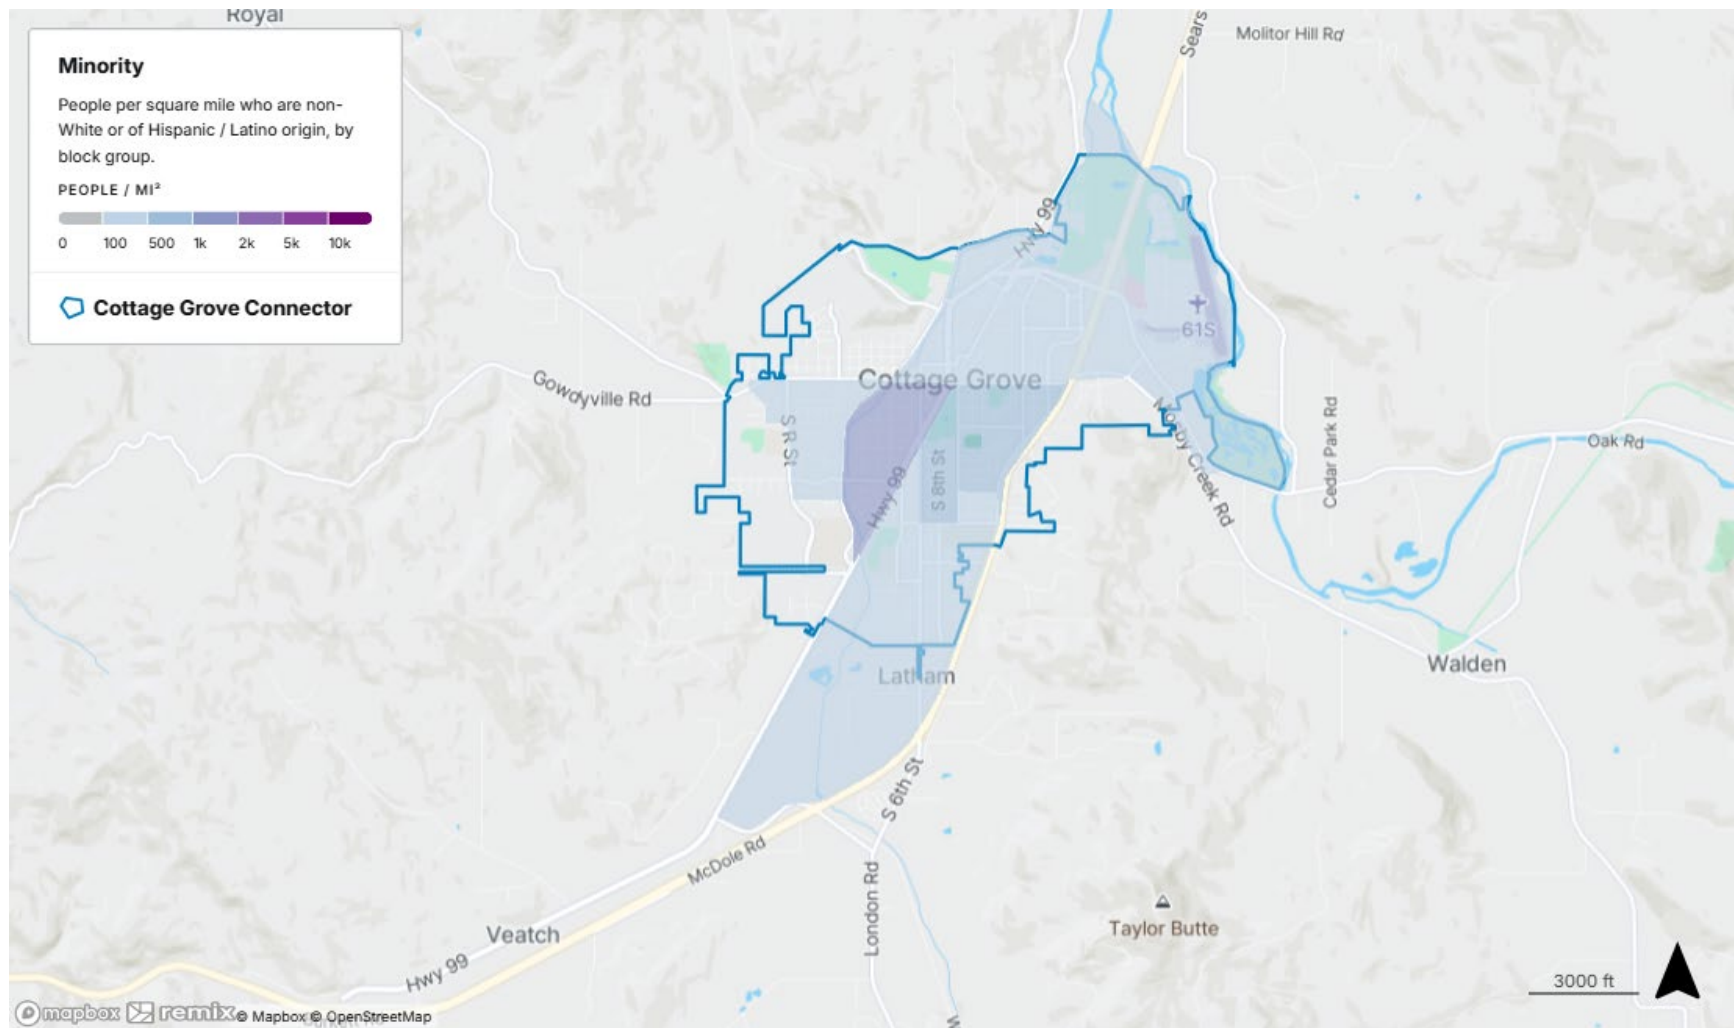 Royal
Minority
People per square mile who are non-
White or of Hispanic / Latino origin, by
block group.
PEOPLE / MI²
0 100 500 1k 2k 5k 10k
Cottage Grove Connector
Molitor Hill Rd
Sears
Hwy 99
61S
Cottage Grove
Gowdyville Rd
S R St
Hwy 99
S 8th St
Mosby Creek Rd
Cedar Park Rd
Oak Rd
Walden
Latham
S 6th St
McDole Rd
London Rd
Taylor Butte
Veatch
Hwy 99
W
3000 ft
mapbox remix © Mapbox © OpenStreetMap